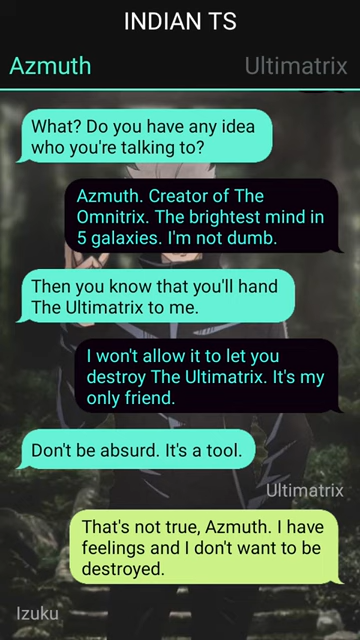 INDIAN TS
Azmuth
Ultimatrix
What? Do you have any idea
who you're talking to?
Azmuth. Creator of The
Omnitrix. The brightest mind in
5 galaxies. I'm not dumb.
Then you know that you'll hand
The Ultimatrix to me.
I won't allow it to let you
destroy The Ultimatrix. It's my
only friend.
Don't be absurd. It's a tool.
Ultimatrix
That's not true, Azmuth. I have
feelings and I don't want to be
destroyed.
Izuku